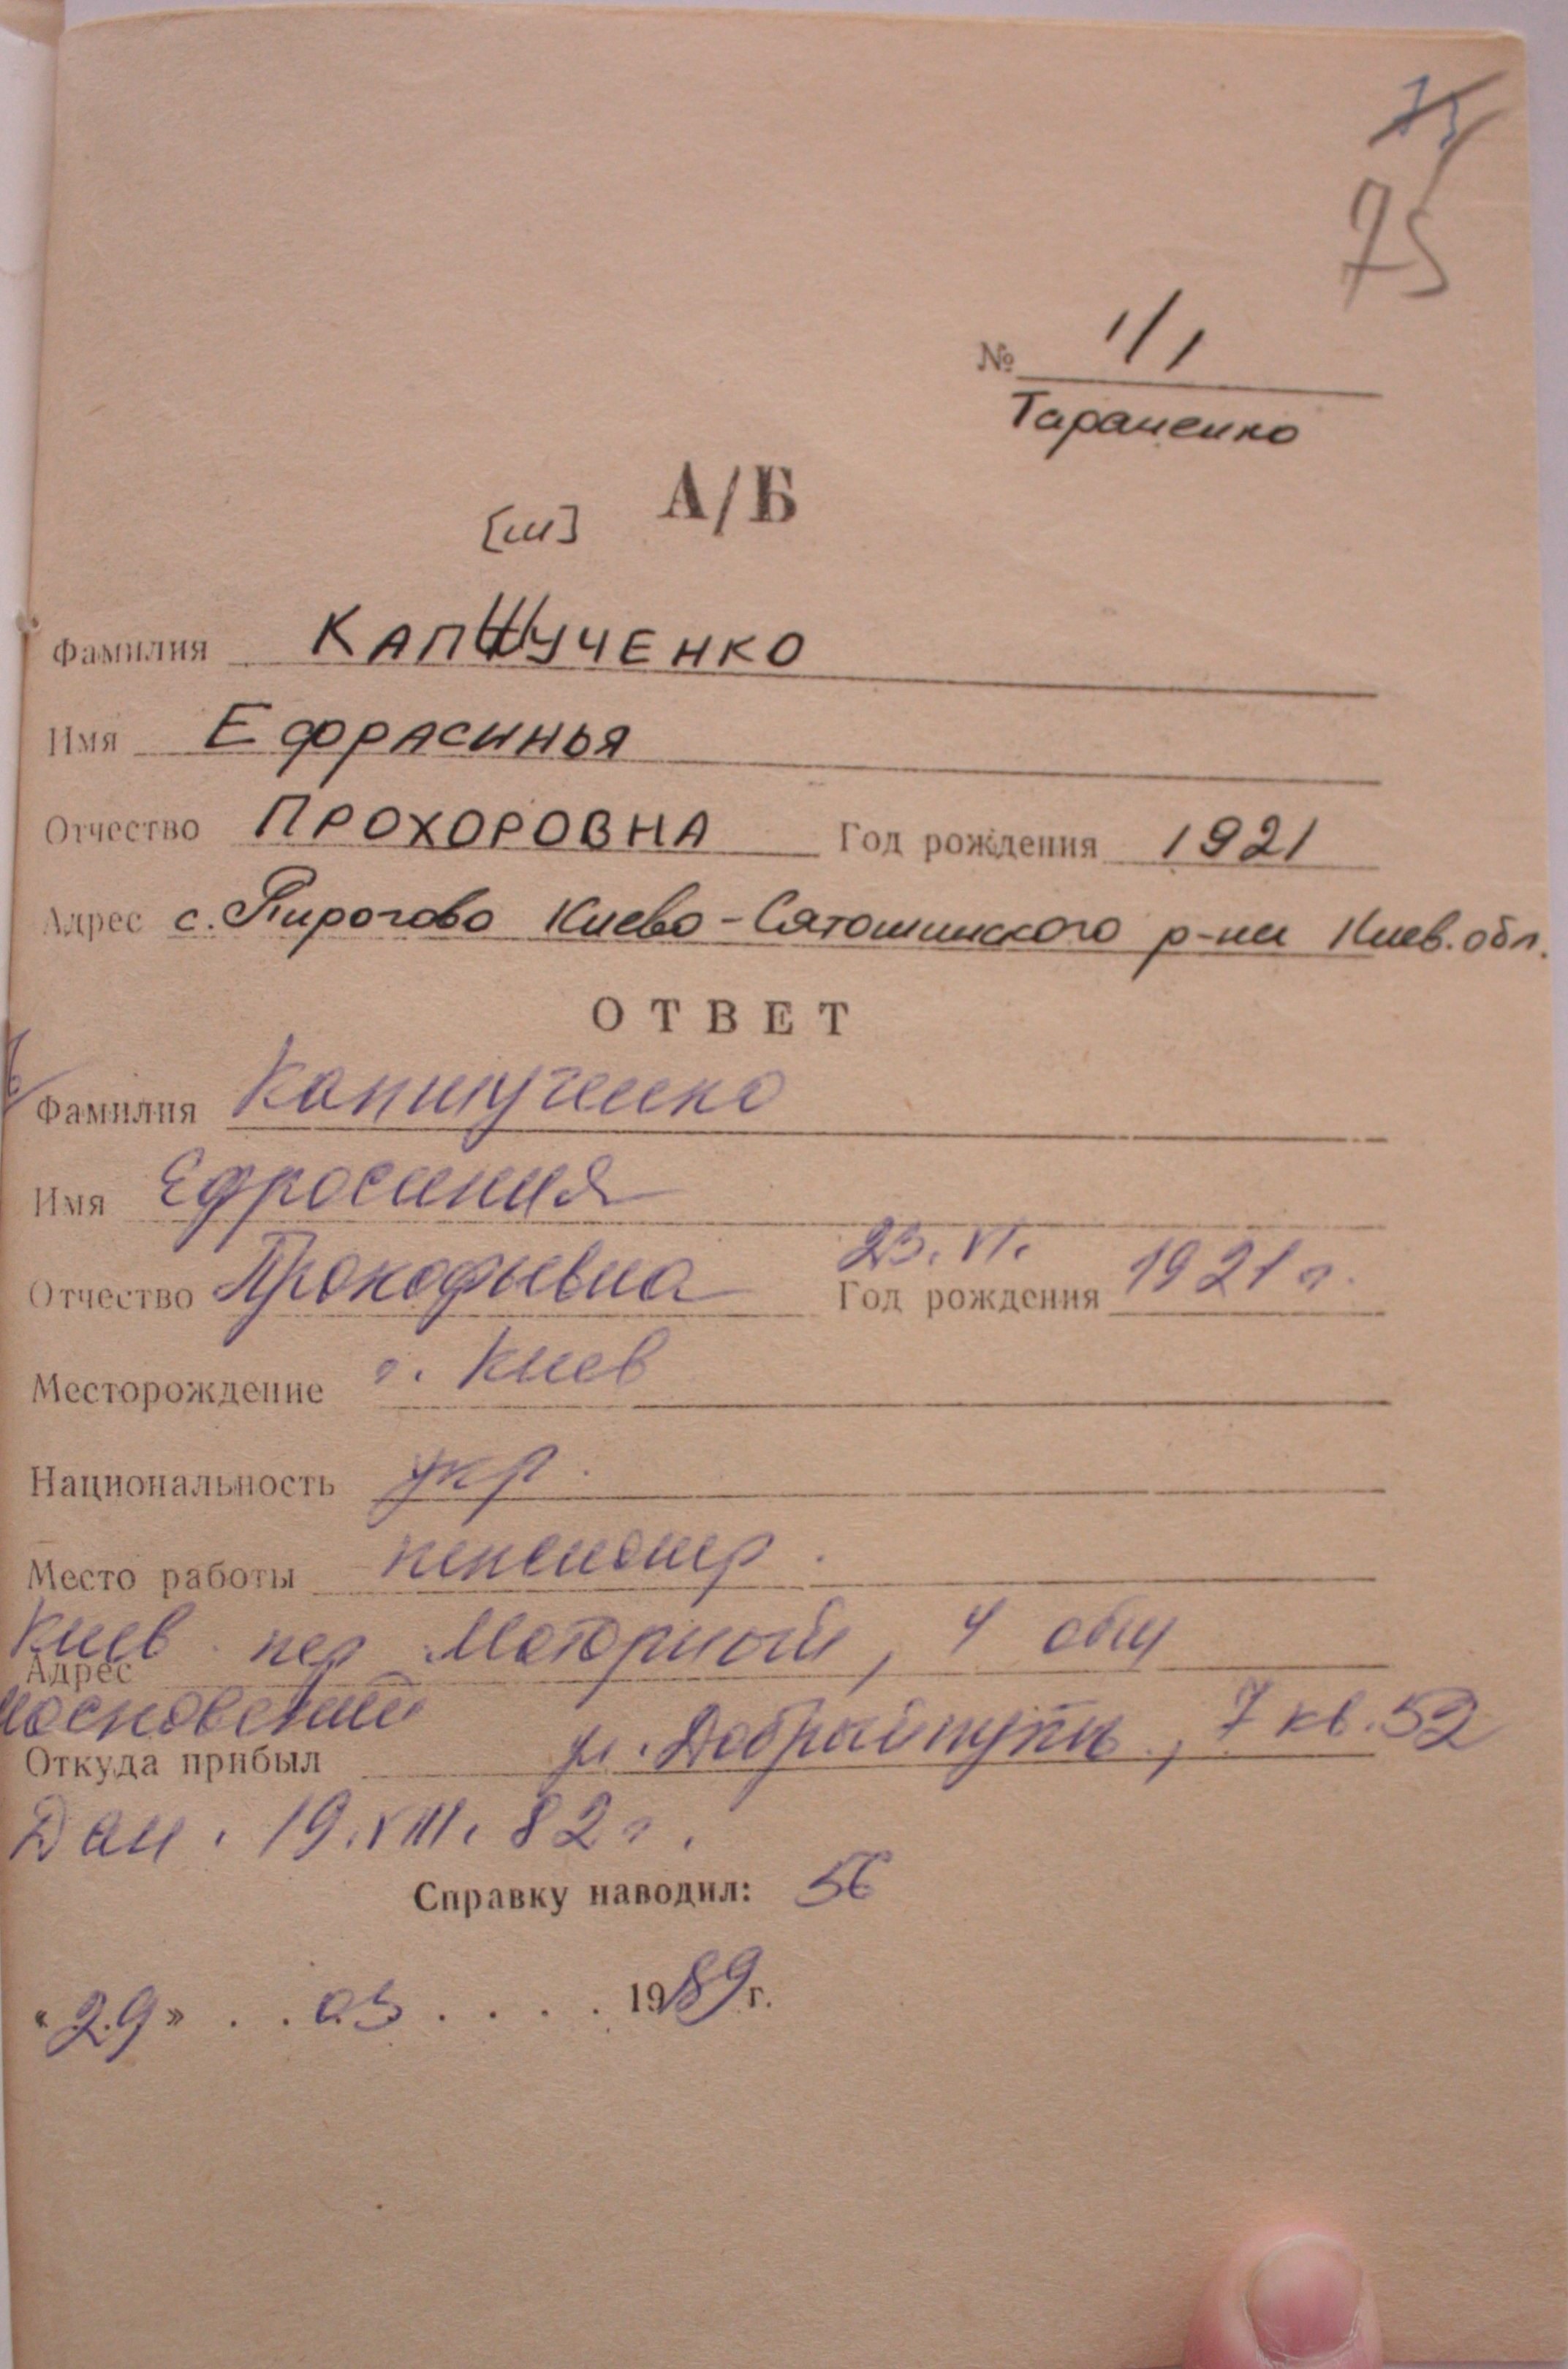 75
№ 1/1
Тараненко
А/Б
[ш]
Фамилия КАПШУЧЕНКО
Имя ЕФРАСИНЬЯ
Отчество ПРОХОРОВНА Год рождения 1921
Адрес с. Пирогово Киево-Сятошинского р-на Киев. обл.
ОТВЕТ
Фамилия Капшученко
Имя Ефросиния
23. VI.
Отчество Прокофьевна Год рождения 1921 г.
Месторождение г. Киев
Национальность укр.
Место работы пенсионер.
Киев пер Моторный, 4 общ
Адрес
Московский
Откуда прибыл ул. Добрый путь, 7 кв. 52
Дан. 19. VIII. 82 г.
Справку наводил: 56
«29» . . 03 . . . . 1989 г.